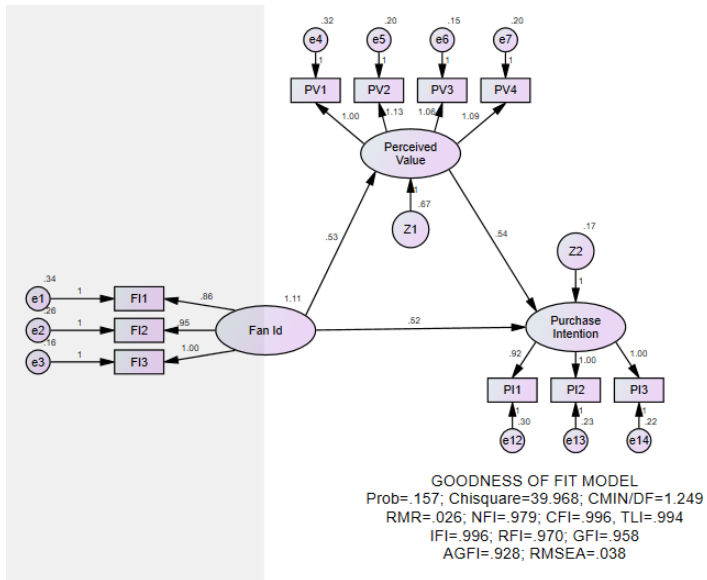 .32 .20 .15 .20
e4 e5 e6 e7
1 1 1 1
PV1 PV2 PV3 PV4
1.00 1.13 1.06 1.09
Perceived
Value
1
.67
Z1
.17
Z2
.53
.54
1
.34
e1 1 FI1 .86
1.11
.26
e2 1 FI2 .95 Fan Id .52 Purchase
Intention
.16
e3 1 FI3 1.00
.92 1.00 1.00
PI1 PI2 PI3
1 1 1
.30 .23 .22
e12 e13 e14
GOODNESS OF FIT MODEL
Prob=.157; Chisquare=39.968; CMIN/DF=1.249
RMR=.026; NFI=.979; CFI=.996, TLI=.994
IFI=.996; RFI=.970; GFI=.958
AGFI=.928; RMSEA=.038